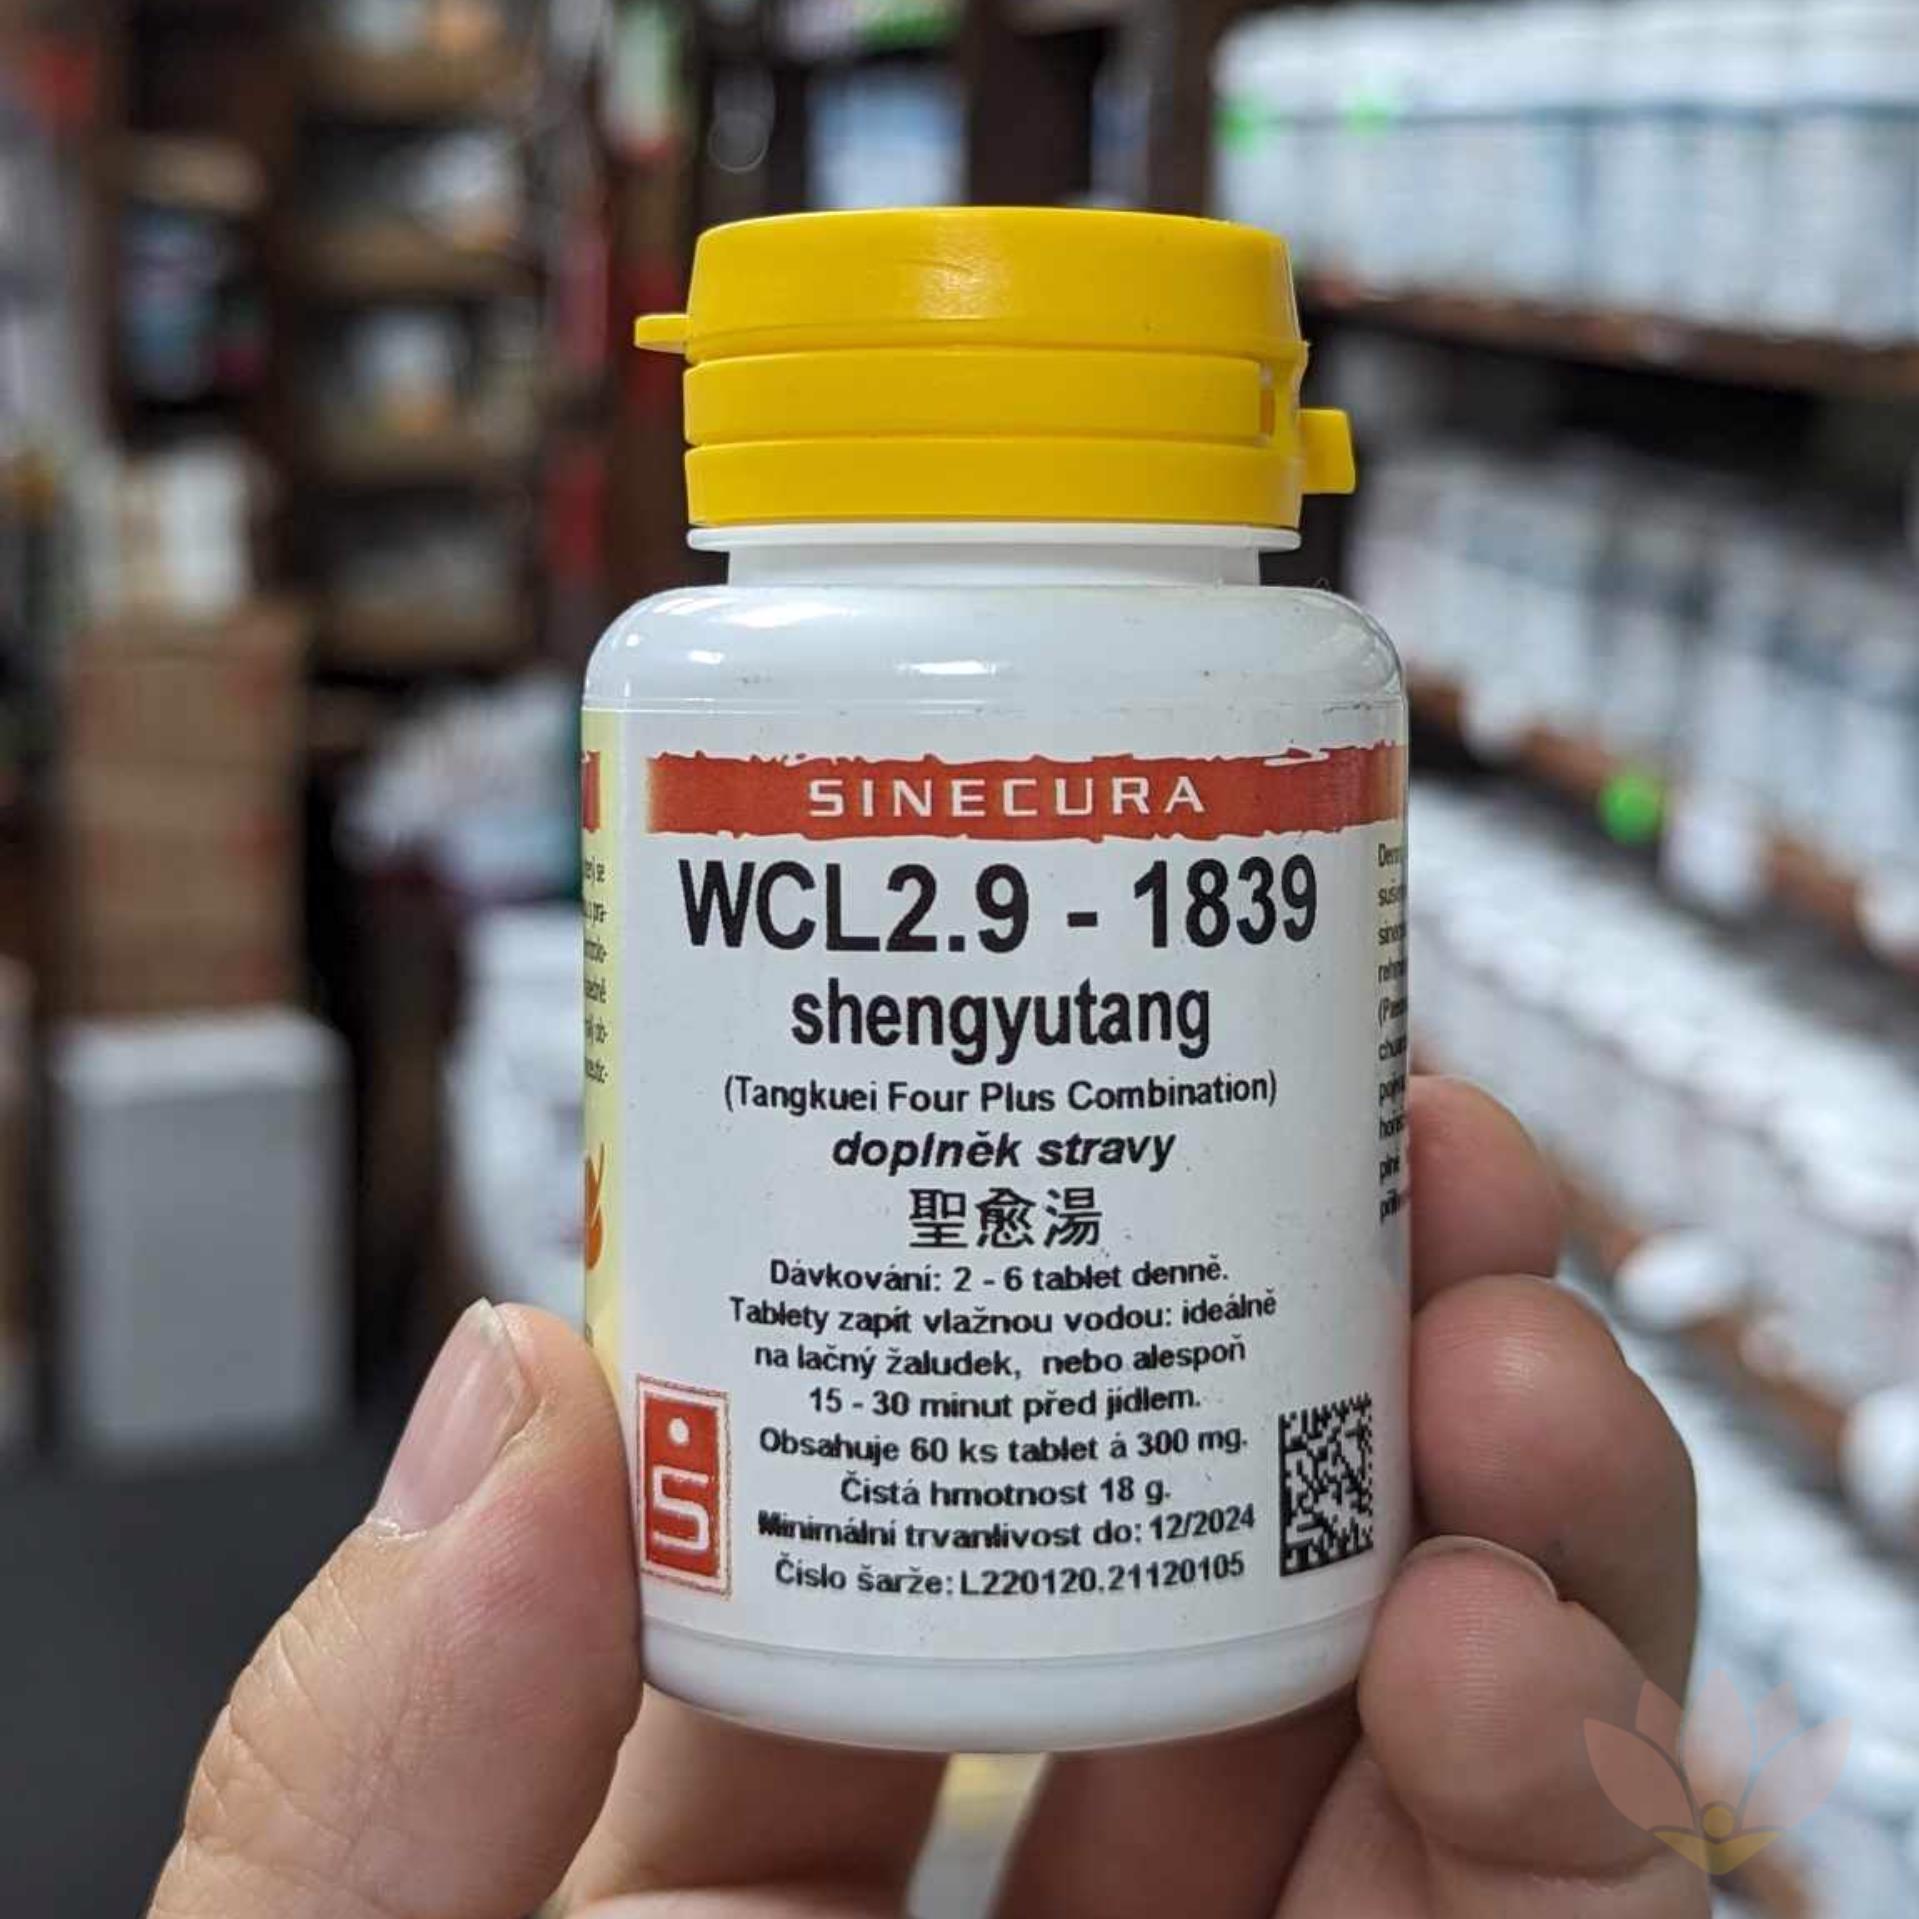 SINECURA
WCL2.9 - 1839
shengyutang
(Tangkuei Four Plus Combination)
doplněk stravy
聖愈湯
Dávkování: 2 - 6 tablet denně.
Tablety zapít vlažnou vodou: ideálně
na lačný žaludek, nebo alespoň
15 - 30 minut před jídlem.
Obsahuje 60 ks tablet á 300 mg.
Čistá hmotnost 18 g.
Minimální trvanlivost do: 12/2024
Číslo šarže: L220120.21120105